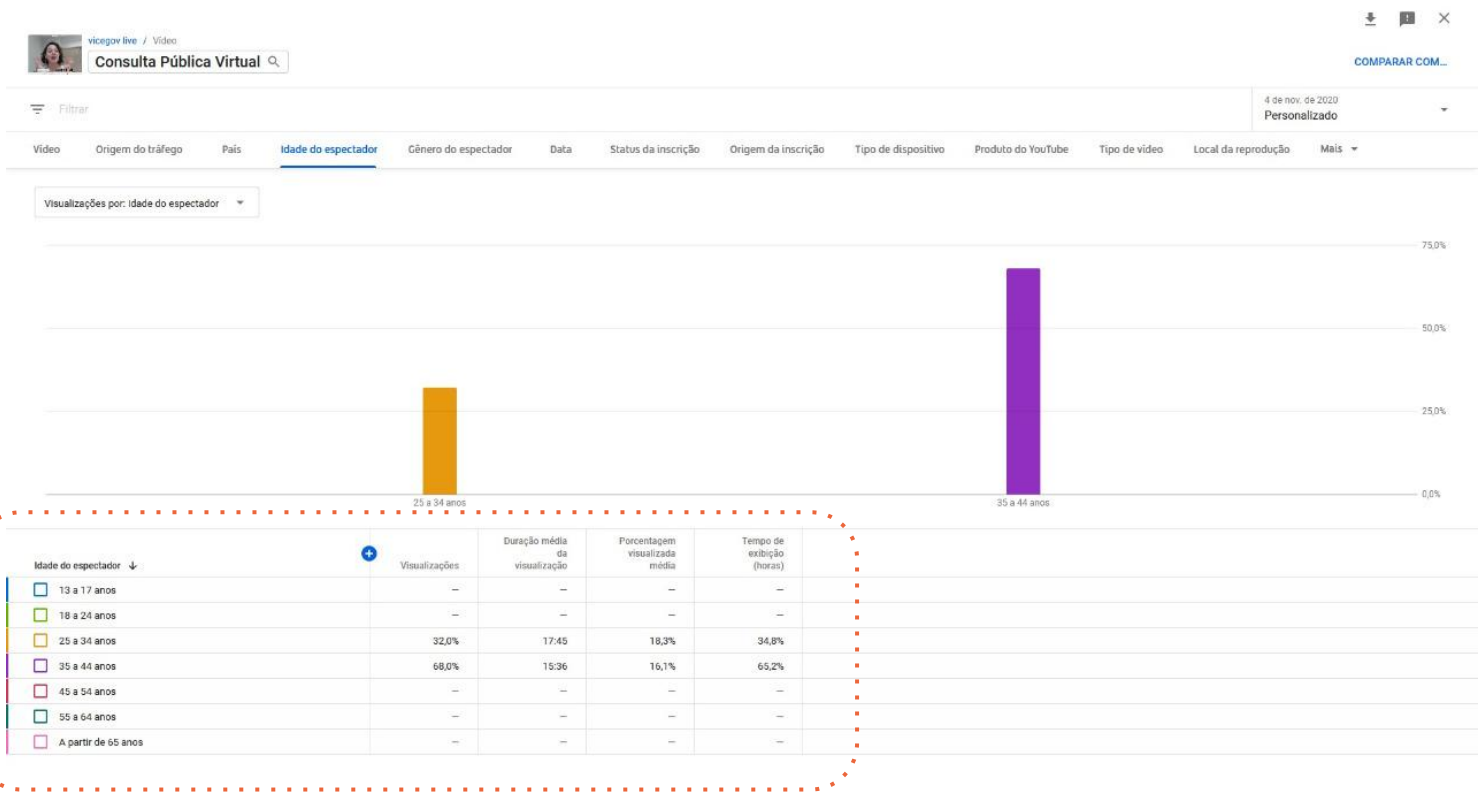 vicegov live / Vídeo
Consulta Pública Virtual
COMPARAR COM...
Filtrar
4 de nov. de 2020
Personalizado
Vídeo Origem do tráfego País Idade do espectador Gênero do espectador Data Status da inscrição Origem da inscrição Tipo de dispositivo Produto do YouTube Tipo de vídeo Local da reprodução Mais
Visualizações por: Idade do espectador
75,0%
50,0%
25,0%
0,0%
25 a 34 anos 35 a 44 anos
Idade do espectador Visualizações Duração média da visualização Porcentagem visualizada média Tempo de exibição (horas)
13 a 17 anos – – – –
18 a 24 anos – – – –
25 a 34 anos 32,0% 17:45 18,3% 34,8%
35 a 44 anos 68,0% 15:36 16,1% 65,2%
45 a 54 anos – – – –
55 a 64 anos – – – –
A partir de 65 anos – – – –